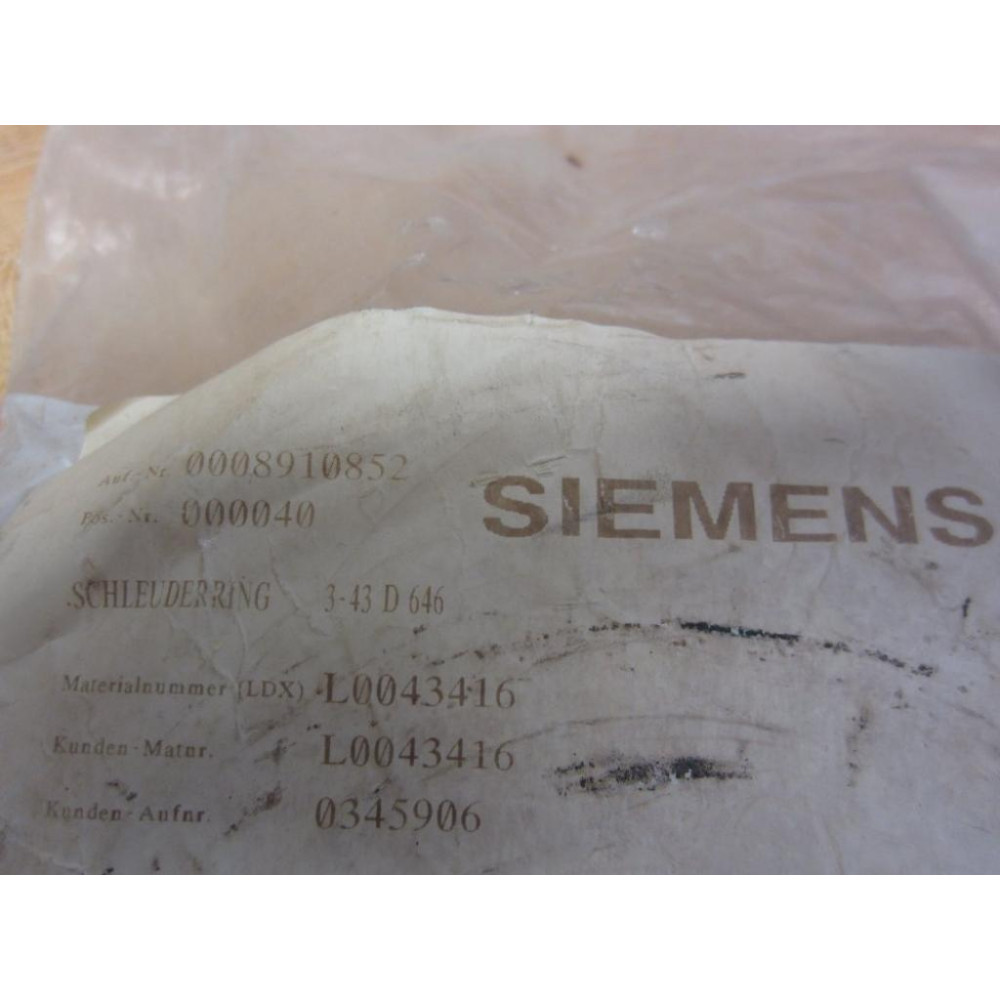 Auf.-Nr. 0008910852
Pos.-Nr. 000040
SIEMENS
SCHLEUDERRING 3-43 D 646
Materialnummer (LDX) L0043416
Kunden-Matnr. L0043416
Kunden-Aufnr. 0345906